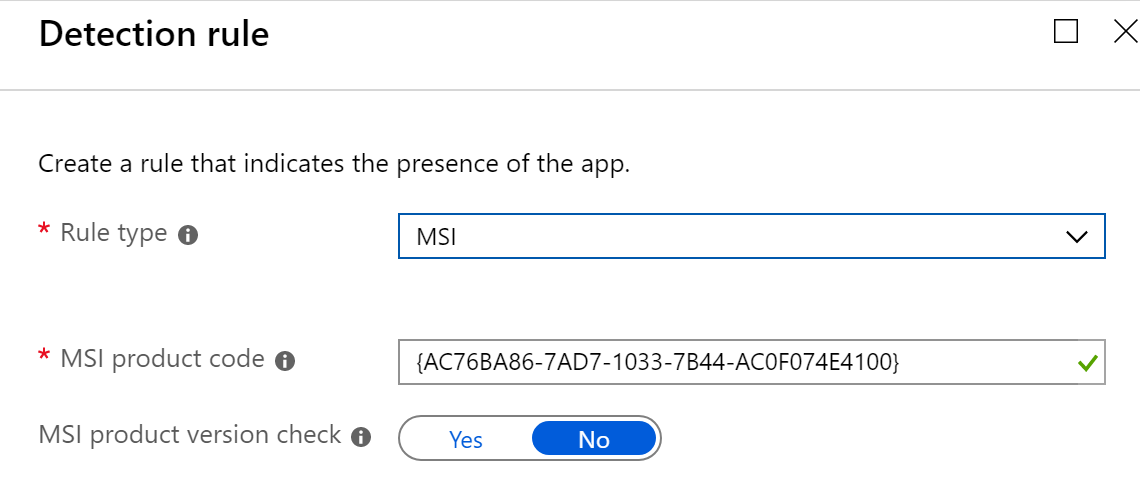 Detection rule
Create a rule that indicates the presence of the app.
* Rule type
MSI
* MSI product code
{AC76BA86-7AD7-1033-7B44-AC0F074E4100}
MSI product version check
Yes No